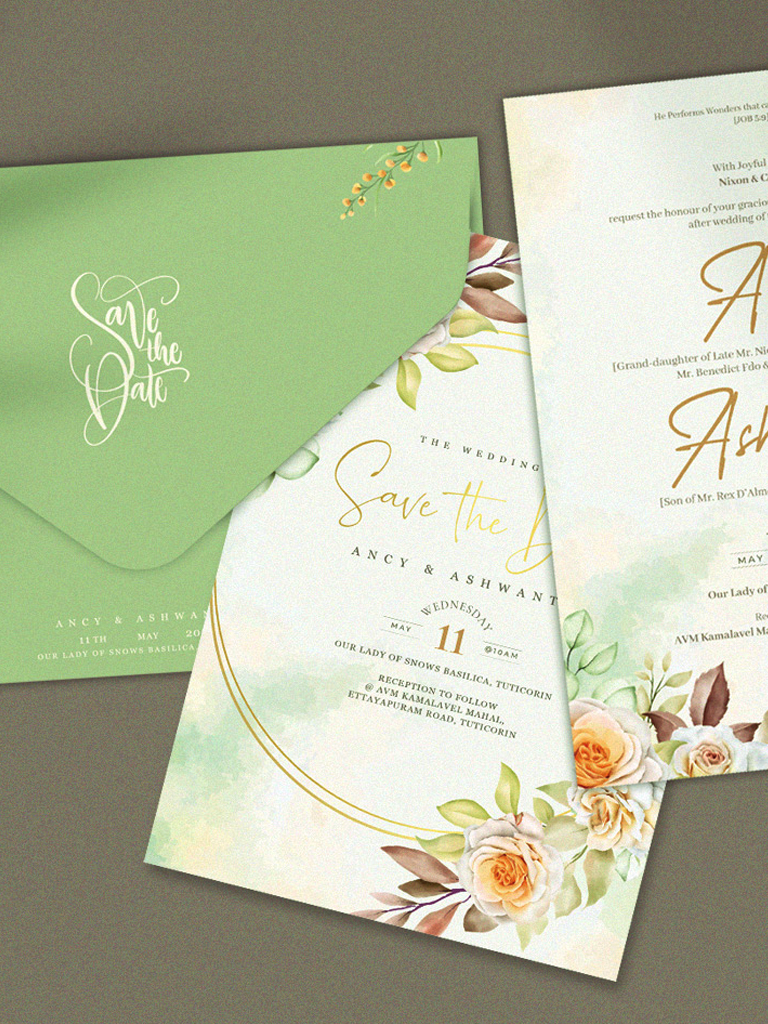 Save
the
Date
ANCY & ASHWAN
11TH MAY 20
OUR LADY OF SNOWS BASILICA
THE WEDDING
Save the D
ANCY & ASHWANT
WEDNESDAY
MAY 11 @10AM
OUR LADY OF SNOWS BASILICA, TUTICORIN
RECEPTION TO FOLLOW
@ AVM KAMALAVEL MAHAL,
ETTAYAPURAM ROAD, TUTICORIN
He Performs Wonders that ca
[JOB 5:9]
With Joyful
Nixon & C
request the honour of your gracio
after wedding of
A
[Grand-daughter of Late Mr. Nic
Mr. Benedict Fdo &
Ash
[Son of Mr. Rex D'Alme
MAY
Our Lady of
Rec
AVM Kamalavel Ma